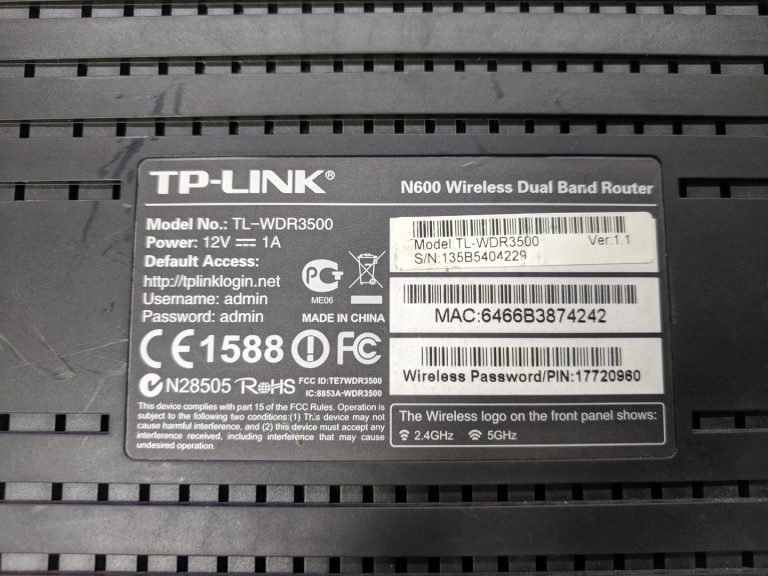 TP-LINK®
N600 Wireless Dual Band Router
Model No.: TL-WDR3500
Power: 12V ⎓ 1A
Default Access:
http://tplinklogin.net
Username: admin
Password: admin
PG
ME06
MADE IN CHINA
Model:TL-WDR3500 Ver:1.1
S/N:135B5404229
MAC:6466B3874242
Wireless Password/PIN:17720960
CE1588 FC
N28505 RoHS
FCC ID:TE7WDR3500
IC:8853A-WDR3500
This device complies with part 15 of the FCC Rules. Operation is
subject to the following two conditions:(1) This device may not
cause harmful interference, and (2) this device must accept any
interference received, including interference that may cause
undesired operation.
The Wireless logo on the front panel shows:
2.4GHz 5GHz